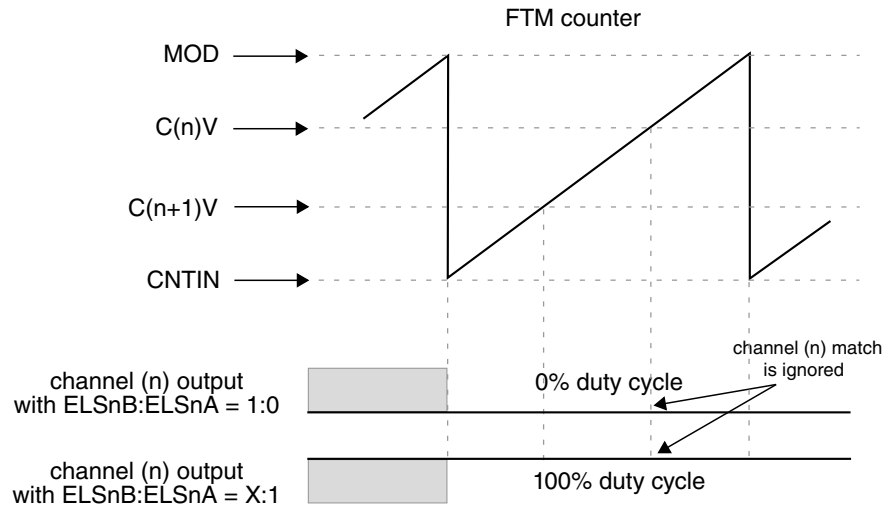 FTM counter
MOD
C(n)V
C(n+1)V
CNTIN
channel (n) match
is ignored
channel (n) output
with ELSnB:ELSnA = 1:0
0% duty cycle
channel (n) output
with ELSnB:ELSnA = X:1
100% duty cycle